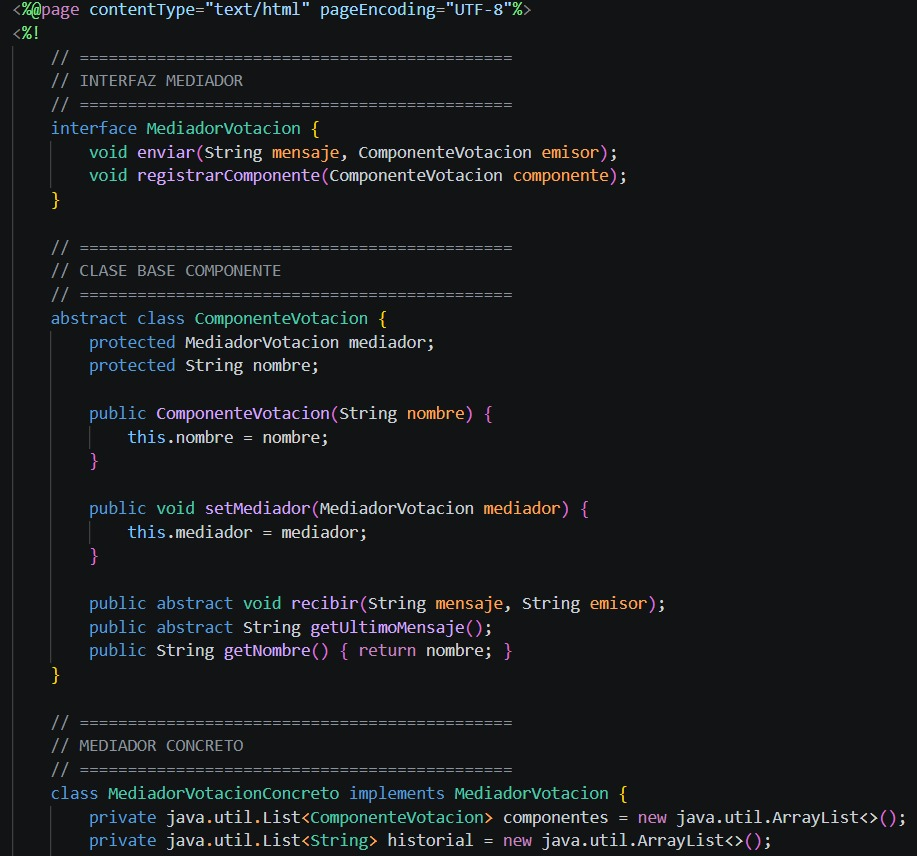 <%@page contentType="text/html" pageEncoding="UTF-8"%>
<%!
    // =============================================
    // INTERFAZ MEDIADOR
    // =============================================
    interface MediadorVotacion {
        void enviar(String mensaje, ComponenteVotacion emisor);
        void registrarComponente(ComponenteVotacion componente);
    }

    // =============================================
    // CLASE BASE COMPONENTE
    // =============================================
    abstract class ComponenteVotacion {
        protected MediadorVotacion mediador;
        protected String nombre;

        public ComponenteVotacion(String nombre) {
            this.nombre = nombre;
        }

        public void setMediador(MediadorVotacion mediador) {
            this.mediador = mediador;
        }

        public abstract void recibir(String mensaje, String emisor);
        public abstract String getUltimoMensaje();
        public String getNombre() { return nombre; }
    }

    // =============================================
    // MEDIADOR CONCRETO
    // =============================================
    class MediadorVotacionConcreto implements MediadorVotacion {
        private java.util.List<ComponenteVotacion> componentes = new java.util.ArrayList<>();
        private java.util.List<String> historial = new java.util.ArrayList<>();